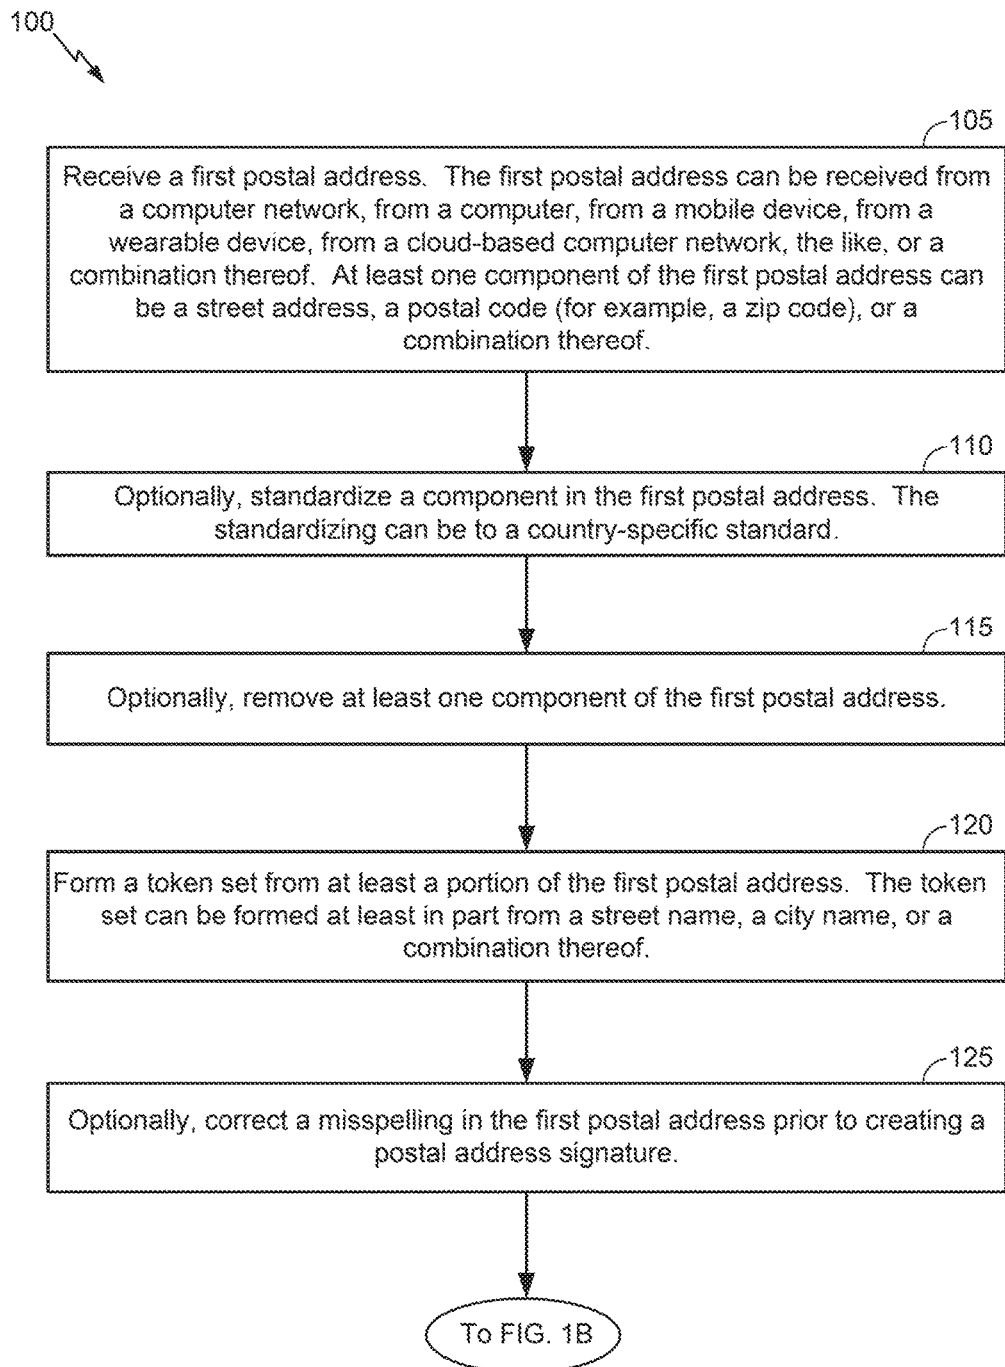 100
105
Receive a first postal address. The first postal address can be received from
a computer network, from a computer, from a mobile device, from a
wearable device, from a cloud-based computer network, the like, or a
combination thereof. At least one component of the first postal address can
be a street address, a postal code (for example, a zip code), or a
combination thereof.
110
Optionally, standardize a component in the first postal address. The
standardizing can be to a country-specific standard.
115
Optionally, remove at least one component of the first postal address.
120
Form a token set from at least a portion of the first postal address. The token
set can be formed at least in part from a street name, a city name, or a
combination thereof.
125
Optionally, correct a misspelling in the first postal address prior to creating a
postal address signature.
To FIG. 1B